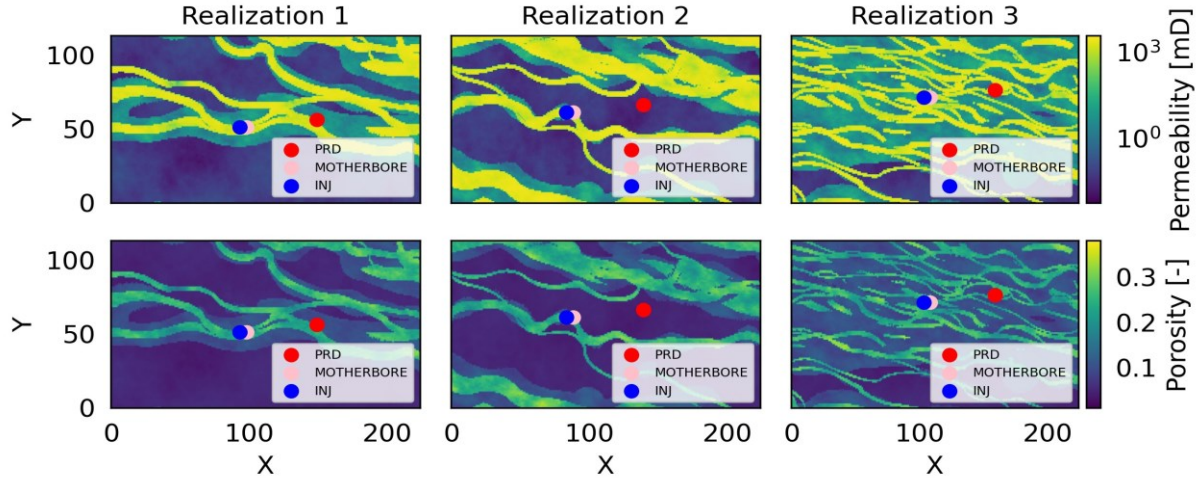 Realization 1
Realization 2
Realization 3
100
50
0
Y
PRD
MOTHERBORE
INJ
PRD
MOTHERBORE
INJ
PRD
MOTHERBORE
INJ
10³
10⁰
Permeability [mD]
100
50
0
Y
PRD
MOTHERBORE
INJ
PRD
MOTHERBORE
INJ
PRD
MOTHERBORE
INJ
0.3
0.2
0.1
Porosity [-]
0 100 200
0 100 200
0 100 200
X
X
X